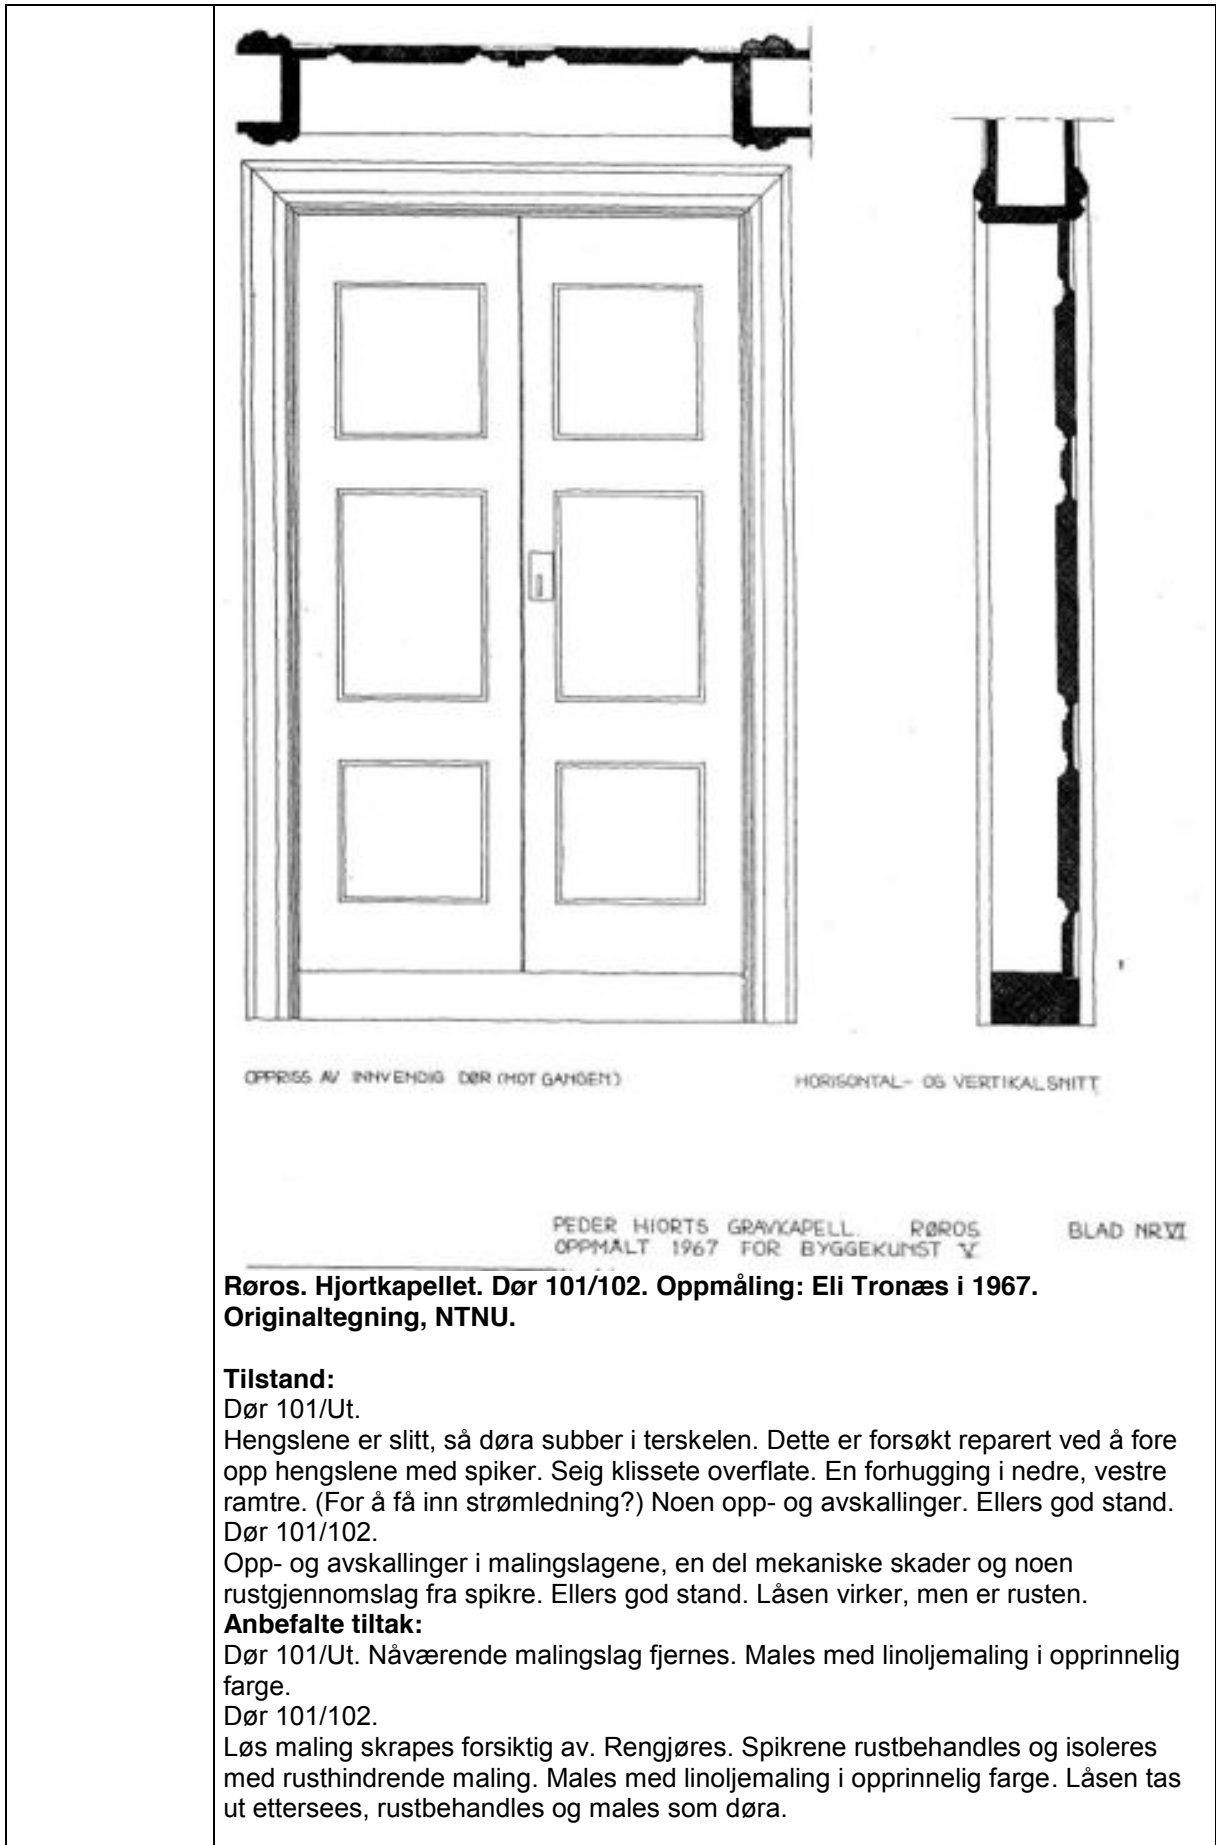 OPPRISS AV INNVENDIG DØR (MOT GANGEN)
HORISONTAL- OG VERTIKALSNITT
PEDER HIORTS GRAVKAPELL. RØROS BLAD NR VI
OPPMÅLT 1967 FOR BYGGEKUNST V
Røros. Hjortkapellet. Dør 101/102. Oppmåling: Eli Tronæs i 1967.
Originaltegning, NTNU.
Tilstand:
Dør 101/Ut.
Hengslene er slitt, så døra subber i terskelen. Dette er forsøkt reparert ved å fore
opp hengslene med spiker. Seig klissete overflate. En forhugging i nedre, vestre
ramtre. (For å få inn strømledning?) Noen opp- og avskallinger. Ellers god stand.
Dør 101/102.
Opp- og avskallinger i malingslagene, en del mekaniske skader og noen
rustgjennomslag fra spikre. Ellers god stand. Låsen virker, men er rusten.
Anbefalte tiltak:
Dør 101/Ut. Nåværende malingslag fjernes. Males med linoljemaling i opprinnelig
farge.
Dør 101/102.
Løs maling skrapes forsiktig av. Rengjøres. Spikrene rustbehandles og isoleres
med rusthindrende maling. Males med linoljemaling i opprinnelig farge. Låsen tas
ut ettersees, rustbehandles og males som døra.